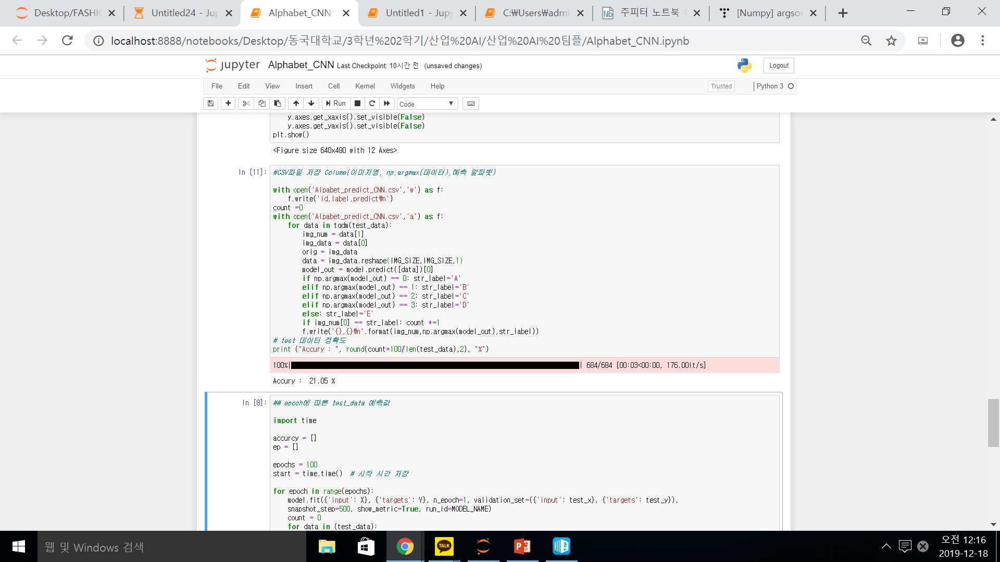 Desktop/FASHIC
Untitled24 - Jup
Alphabet_CNN
Untitled1 - Jupy
C:₩Users₩admi
주피터 노트북
[Numpy] argsor
localhost:8888/notebooks/Desktop/동국대학교/3학년%202학기/산업%20AI/산업%20AI%20팀플/Alphabet_CNN.ipynb
jupyter Alphabet_CNN Last Checkpoint: 10시간 전 (unsaved changes)
Logout
File Edit View Insert Cell Kernel Widgets Help
Trusted
Python 3
Run
Code
y.axes.get_xaxis().set_visible(False)
y.axes.get_yaxis().set_visible(False)
plt.show()
<Figure size 640x480 with 12 Axes>
In [11]:
#CSV파일 저장 Colume(이미지명, np.argmax(데이터),예측 알파벳)
with open('Alpabet_predict_CNN.csv','w') as f:
f.write('id,label,predict₩n')
count =0
with open('Alpabet_predict_CNN.csv','a') as f:
for data in tqdm(test_data):
img_num = data[1]
img_data = data[0]
orig = img_data
data = img_data.reshape(IMG_SIZE,IMG_SIZE,1)
model_out = model.predict([data])[0]
if np.argmax(model_out) == 0: str_label='A'
elif np.argmax(model_out) == 1: str_label='B'
elif np.argmax(model_out) == 2: str_label='C'
elif np.argmax(model_out) == 3: str_label='D'
else: str_label='E'
if img_num[0] == str_label: count +=1
f.write('{},{}₩n'.format(img_num,np.argmax(model_out),str_label))
# test 데이터 정확도
print ("Accury : ", round(count*100/len(test_data),2), "%")
100%| | 684/684 [00:03<00:00, 176.00it/s]
Accury :  21.05 %
In [8]:
## epoch에 따른 test_data 예측값
import time
accurcy = []
ep = []
epochs = 100
start = time.time()  # 시작 시간 저장
for epoch in range(epochs):
model.fit({'input': X}, {'targets': Y}, n_epoch=1, validation_set=({'input': test_x}, {'targets': test_y}),
snapshot_step=500, show_metric=True, run_id=MODEL_NAME)
count = 0
for data in (test_data):
웹 및 Windows 검색
TALK
오전 12:16
2019-12-18